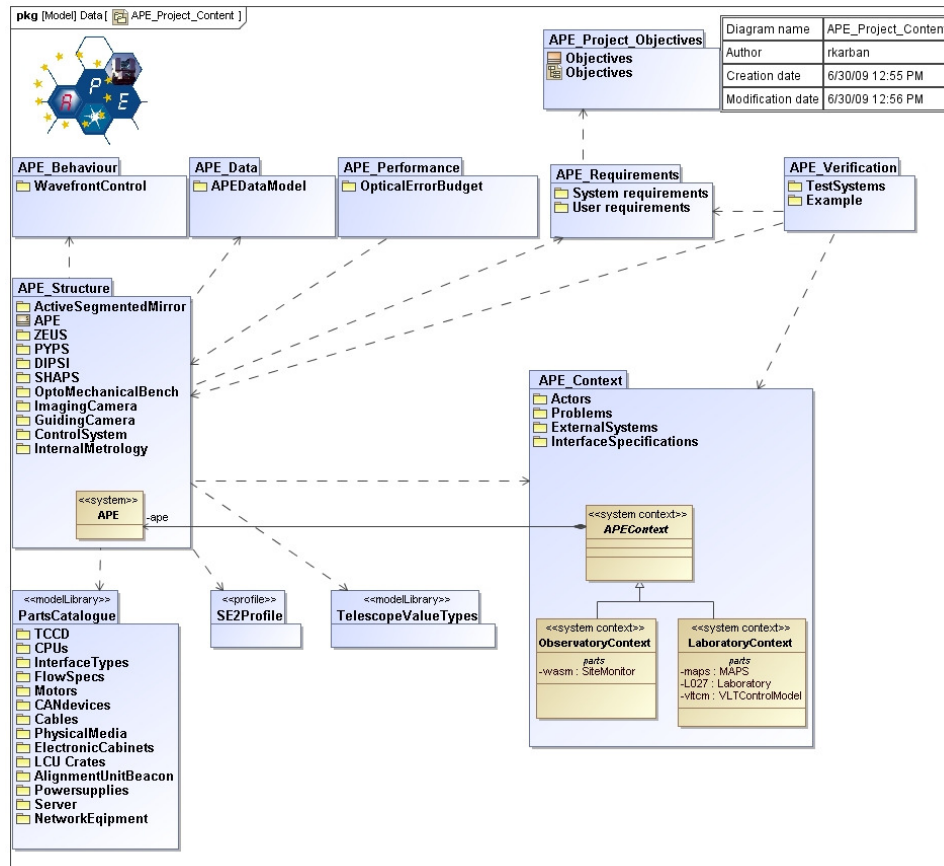 pkg [Model] Data [ APE_Project_Content ]
Diagram name APE_Project_Content
Author rkarban
Creation date 6/30/09 12:55 PM
Modification date 6/30/09 12:56 PM
A P E
APE_Project_Objectives
Objectives
Objectives
APE_Behaviour
WavefrontControl
APE_Data
APEDataModel
APE_Performance
OpticalErrorBudget
APE_Requirements
System requirements
User requirements
APE_Verification
TestSystems
Example
APE_Structure
ActiveSegmentedMirror
APE
ZEUS
PYPS
DIPSI
SHAPS
OptoMechanicalBench
ImagingCamera
GuidingCamera
ControlSystem
InternalMetrology
<<system>>
APE
-ape
APE_Context
Actors
Problems
ExternalSystems
InterfaceSpecifications
<<system context>>
APEContext
<<system context>>
ObservatoryContext
parts
-wasm : SiteMonitor
<<system context>>
LaboratoryContext
parts
-maps : MAPS
-L027 : Laboratory
-vltcm : VLTControlModel
<<modelLibrary>>
PartsCatalogue
TCCD
CPUs
InterfaceTypes
FlowSpecs
Motors
CANdevices
Cables
PhysicalMedia
ElectronicCabinets
LCU Crates
AlignmentUnitBeacon
Powersupplies
Server
NetworkEqipment
<<profile>>
SE2Profile
<<modelLibrary>>
TelescopeValueTypes